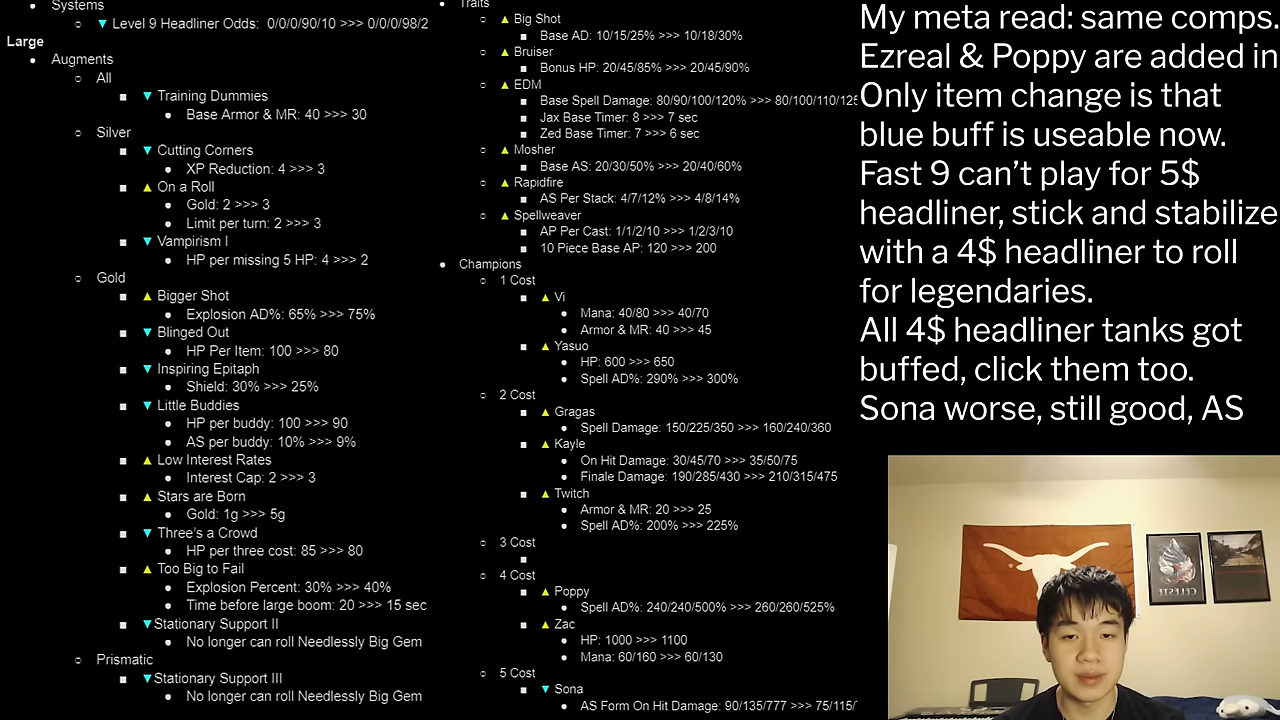 Systems
▼ Level 9 Headliner Odds: 0/0/0/90/10 >>> 0/0/0/98/2
Large
Augments
All
▼ Training Dummies
Base Armor & MR: 40 >>> 30
Silver
▼ Cutting Corners
XP Reduction: 4 >>> 3
▲ On a Roll
Gold: 2 >>> 3
Limit per turn: 2 >>> 3
▼ Vampirism I
HP per missing 5 HP: 4 >>> 2
Gold
▲ Bigger Shot
Explosion AD%: 65% >>> 75%
▼ Blinged Out
HP Per Item: 100 >>> 80
▼ Inspiring Epitaph
Shield: 30% >>> 25%
▼ Little Buddies
HP per buddy: 100 >>> 90
AS per buddy: 10% >>> 9%
▲ Low Interest Rates
Interest Cap: 2 >>> 3
▲ Stars are Born
Gold: 1g >>> 5g
▼ Three's a Crowd
HP per three cost: 85 >>> 80
▲ Too Big to Fail
Explosion Percent: 30% >>> 40%
Time before large boom: 20 >>> 15 sec
▼Stationary Support II
No longer can roll Needlessly Big Gem
Prismatic
▼Stationary Support III
No longer can roll Needlessly Big Gem
Traits
▲ Big Shot
Base AD: 10/15/25% >>> 10/18/30%
▲ Bruiser
Bonus HP: 20/45/85% >>> 20/45/90%
▲ EDM
Base Spell Damage: 80/90/100/120% >>> 80/100/110/125
Jax Base Timer: 8 >>> 7 sec
Zed Base Timer: 7 >>> 6 sec
▲ Mosher
Base AS: 20/30/50% >>> 20/40/60%
▲ Rapidfire
AS Per Stack: 4/7/12% >>> 4/8/14%
▲ Spellweaver
AP Per Cast: 1/1/2/10 >>> 1/2/3/10
10 Piece Base AP: 120 >>> 200
Champions
1 Cost
▲ Vi
Mana: 40/80 >>> 40/70
Armor & MR: 40 >>> 45
▲ Yasuo
HP: 600 >>> 650
Spell AD%: 290% >>> 300%
2 Cost
▲ Gragas
Spell Damage: 150/225/350 >>> 160/240/360
▲ Kayle
On Hit Damage: 30/45/70 >>> 35/50/75
Finale Damage: 190/285/430 >>> 210/315/475
▲ Twitch
Armor & MR: 20 >>> 25
Spell AD%: 200% >>> 225%
3 Cost
4 Cost
▲ Poppy
Spell AD%: 240/240/500% >>> 260/260/525%
▲ Zac
HP: 1000 >>> 1100
Mana: 60/160 >>> 60/130
5 Cost
▼ Sona
AS Form On Hit Damage: 90/135/777 >>> 75/115/
My meta read: same comps.
Ezreal & Poppy are added in
Only item change is that
blue buff is useable now.
Fast 9 can't play for 5$
headliner, stick and stabilize
with a 4$ headliner to roll
for legendaries.
All 4$ headliner tanks got
buffed, click them too.
Sona worse, still good, AS
CELESTE